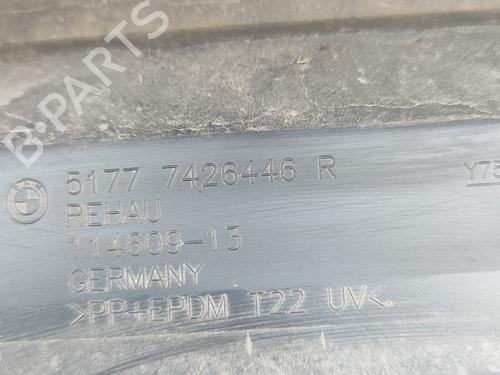 B-PARTS
5177 7426446 R
REHAU
114609-13
GERMANY
>PP+EPDM T22 UV<